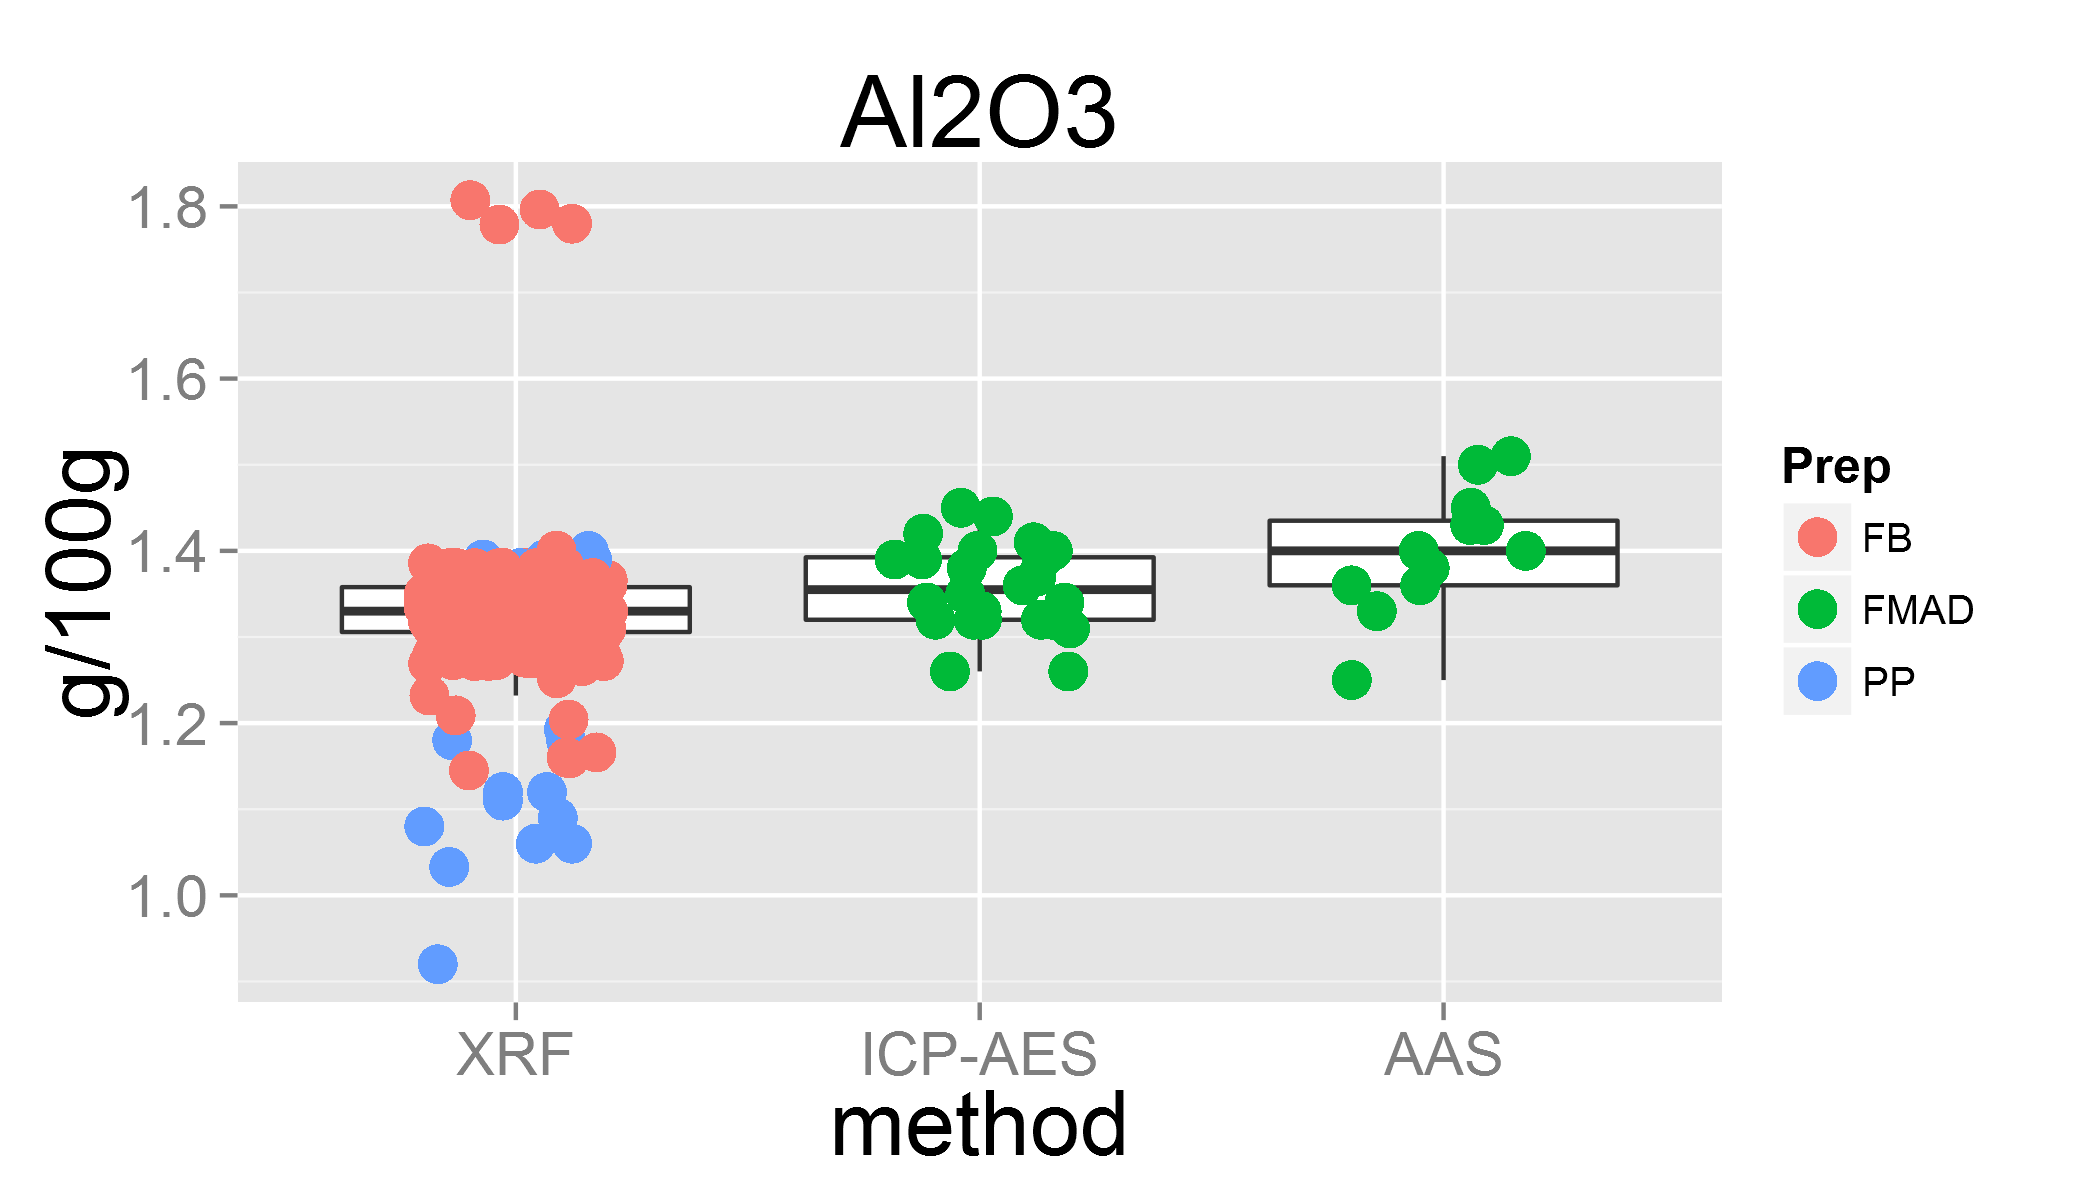 Al2O3
g/100g
1.8
1.6
1.4
1.2
1.0
XRF
ICP-AES
AAS
method
Prep
FB
FMAD
PP